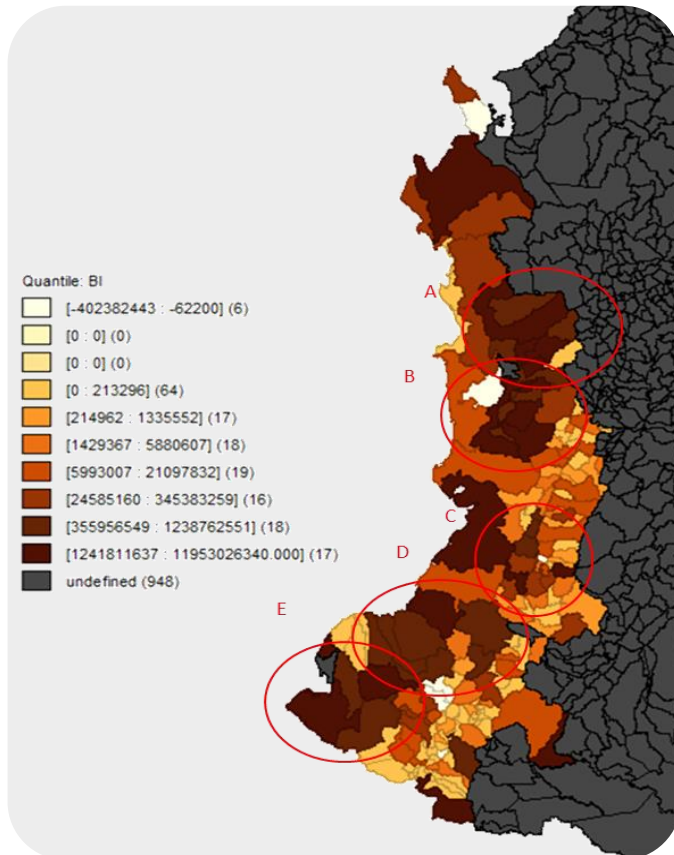 A
Quantile: BI
[-402382443 : -62200] (6)
[0 : 0] (0)
[0 : 0] (0)
[0 : 213296] (64)
[214962 : 1335552] (17)
[1429367 : 5880607] (18)
[5993007 : 21097832] (19)
[24585160 : 345383259] (16)
[355956549 : 1238762551] (18)
[1241811637 : 11953026340.000] (17)
undefined (948)
B
C
D
E